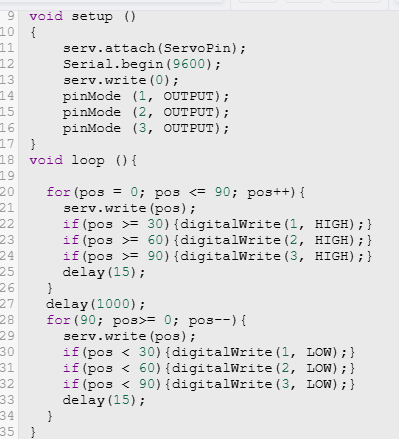 9 void setup ()
10 {
11 serv.attach(ServoPin);
12 Serial.begin(9600);
13 serv.write(0);
14 pinMode (1, OUTPUT);
15 pinMode (2, OUTPUT);
16 pinMode (3, OUTPUT);
17 }
18 void loop (){
19
20 for(pos = 0; pos <= 90; pos++){
21 serv.write(pos);
22 if(pos >= 30){digitalWrite(1, HIGH);}
23 if(pos >= 60){digitalWrite(2, HIGH);}
24 if(pos >= 90){digitalWrite(3, HIGH);}
25 delay(15);
26 }
27 delay(1000);
28 for(90; pos>= 0; pos--){
29 serv.write(pos);
30 if(pos < 30){digitalWrite(1, LOW);}
31 if(pos < 60){digitalWrite(2, LOW);}
32 if(pos < 90){digitalWrite(3, LOW);}
33 delay(15);
34 }
35 }